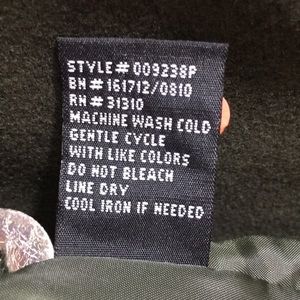 STYLE# 009238P
BN# 161712/0810
RN# 31310
MACHINE WASH COLD
GENTLE CYCLE
WITH LIKE COLORS
DO NOT BLEACH
LINE DRY
COOL IRON IF NEEDED